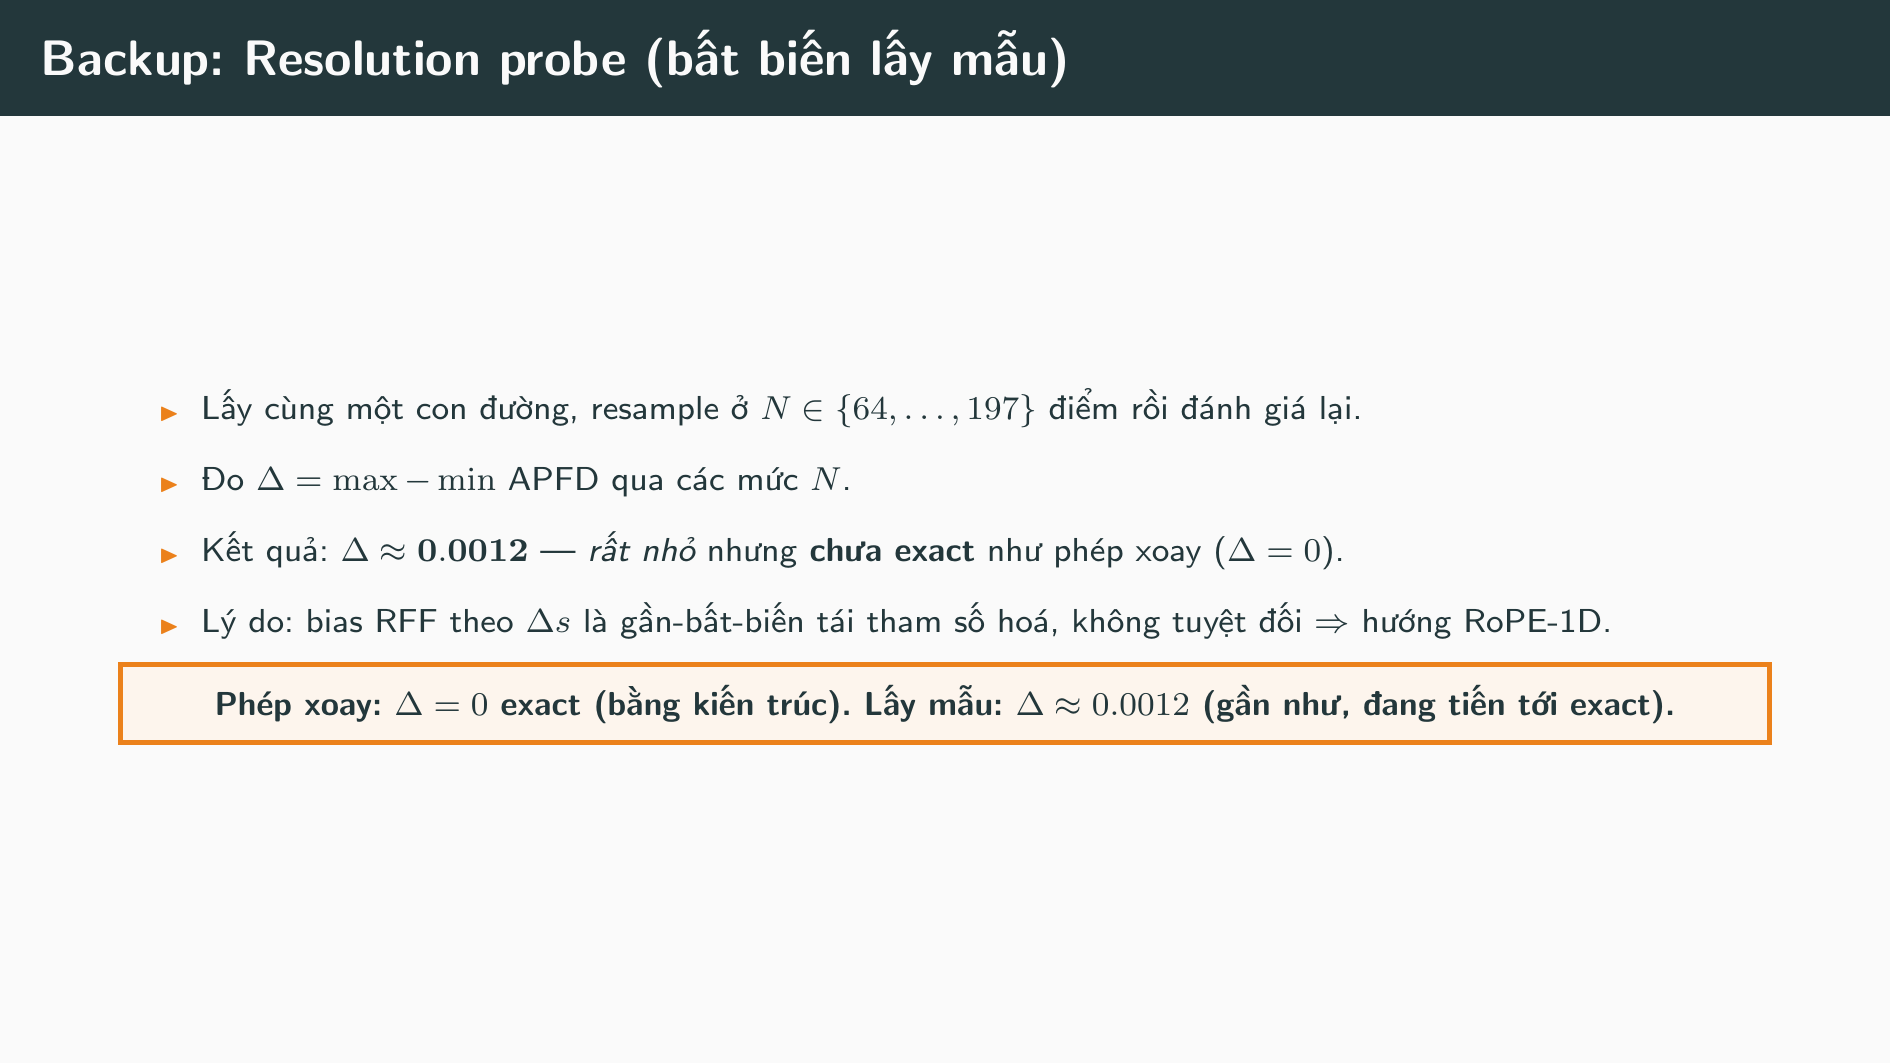 Backup: Resolution probe (bất biến lấy mẫu)
▶ Lấy cùng một con đường, resample ở N ∈ {64, . . . , 197} điểm rồi đánh giá lại.
▶ Đo Δ = max − min APFD qua các mức N.
▶ Kết quả: Δ ≈ 0.0012 — rất nhỏ nhưng chưa exact như phép xoay (Δ = 0).
▶ Lý do: bias RFF theo Δs là gần-bất-biến tái tham số hoá, không tuyệt đối ⇒ hướng RoPE-1D.
Phép xoay: Δ = 0 exact (bằng kiến trúc). Lấy mẫu: Δ ≈ 0.0012 (gần như, đang tiến tới exact).